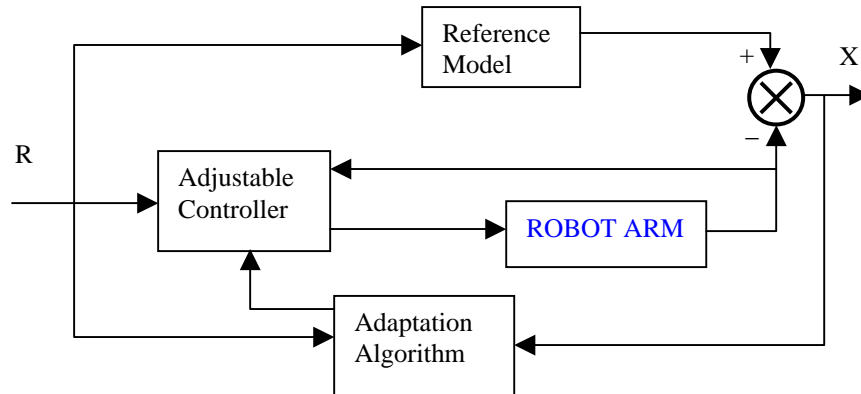 Reference
Model
+
X
−
R
Adjustable
Controller
ROBOT ARM
Adaptation
Algorithm